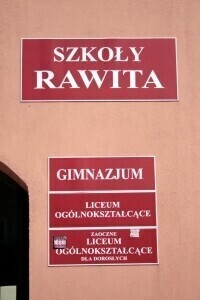 SZKOŁY
RAWITA
GIMNAZJUM
LICEUM
OGÓLNOKSZTAŁCĄCE
ZAOCZNE
LICEUM
OGÓLNOKSZTAŁCĄCE
DLA DOROSŁYCH